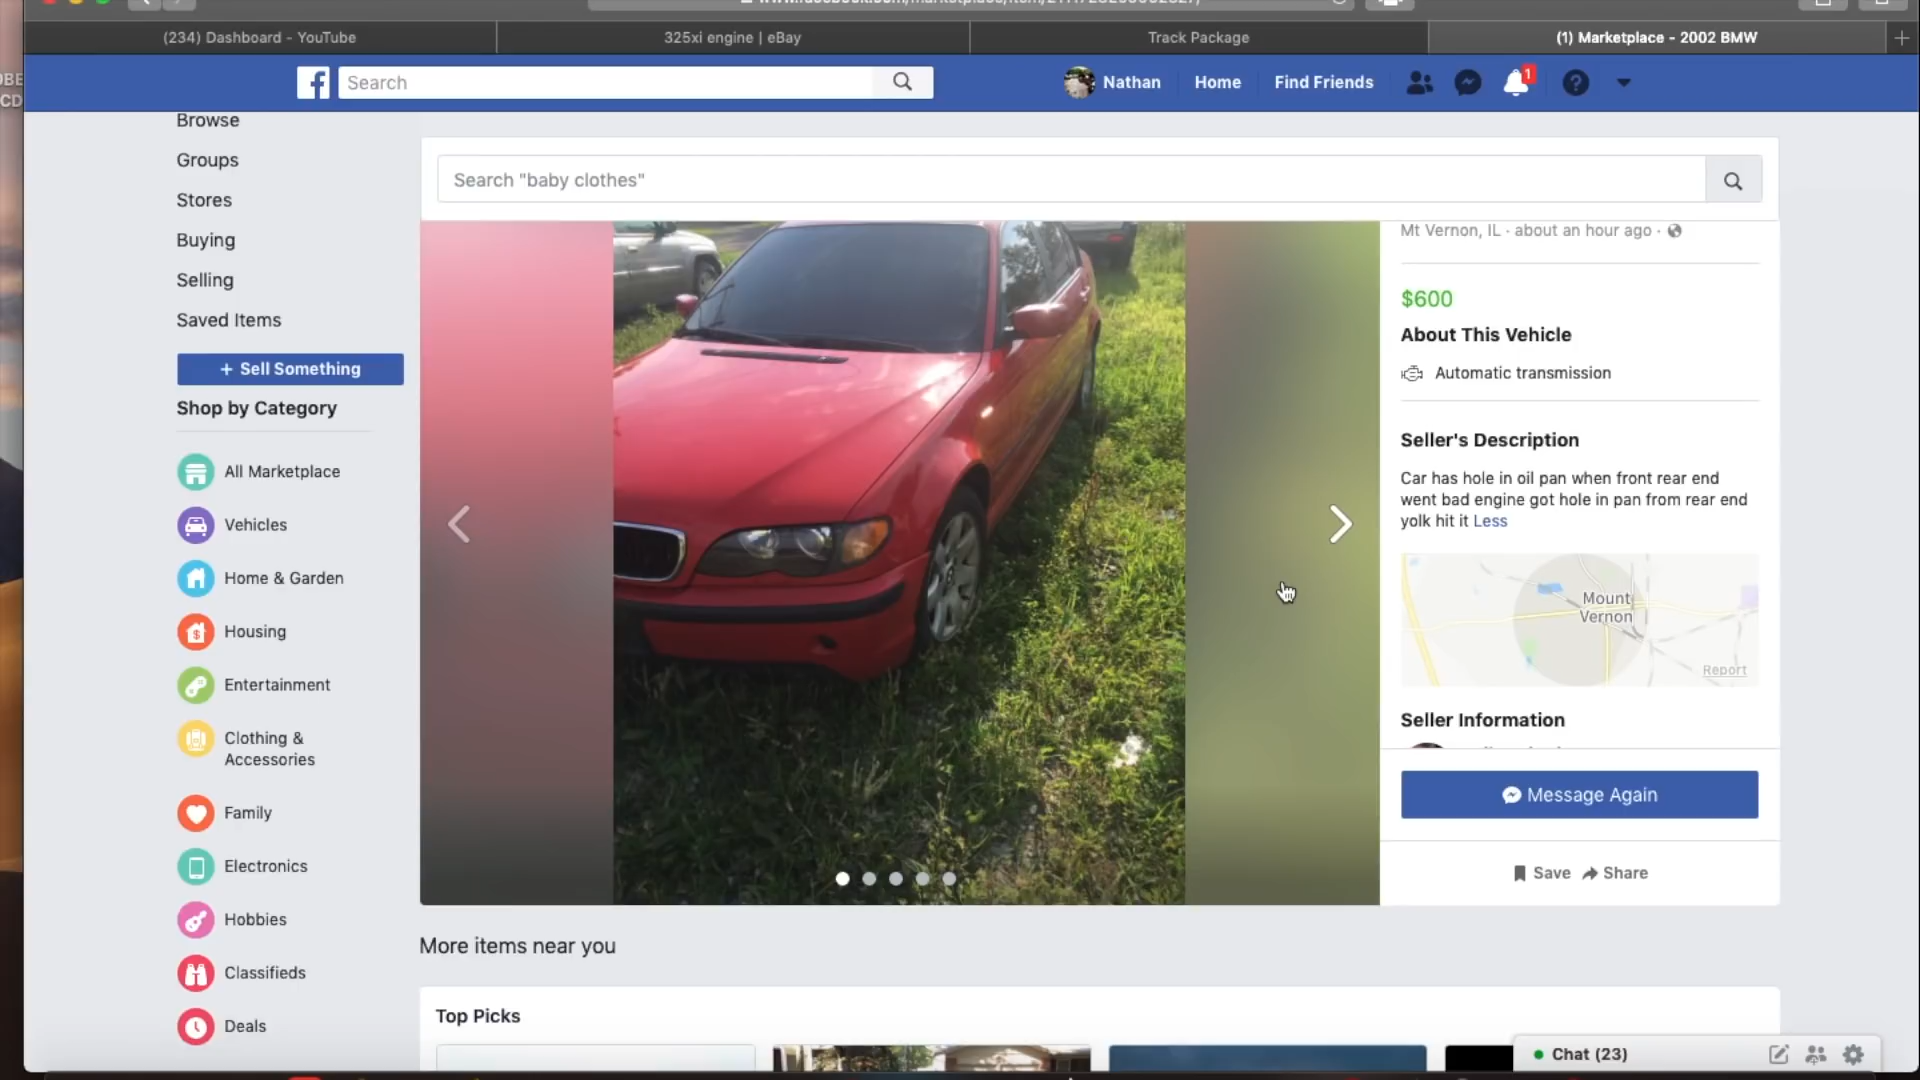 (234) Dashboard - YouTube
325xi engine | eBay
Track Package
(1) Marketplace - 2002 BMW
Search
Nathan
Home
Find Friends
1
Browse
Groups
Stores
Buying
Selling
Saved Items
+ Sell Something
Shop by Category
All Marketplace
Vehicles
Home & Garden
Housing
Entertainment
Clothing &
Accessories
Family
Electronics
Hobbies
Classifieds
Deals
Search "baby clothes"
Mt Vernon, IL · about an hour ago ·
$600
About This Vehicle
Automatic transmission
Seller's Description
Car has hole in oil pan when front rear end
went bad engine got hole in pan from rear end
yolk hit it Less
Mount
Vernon
Report
Seller Information
Message Again
Save
Share
More items near you
Top Picks
Chat (23)